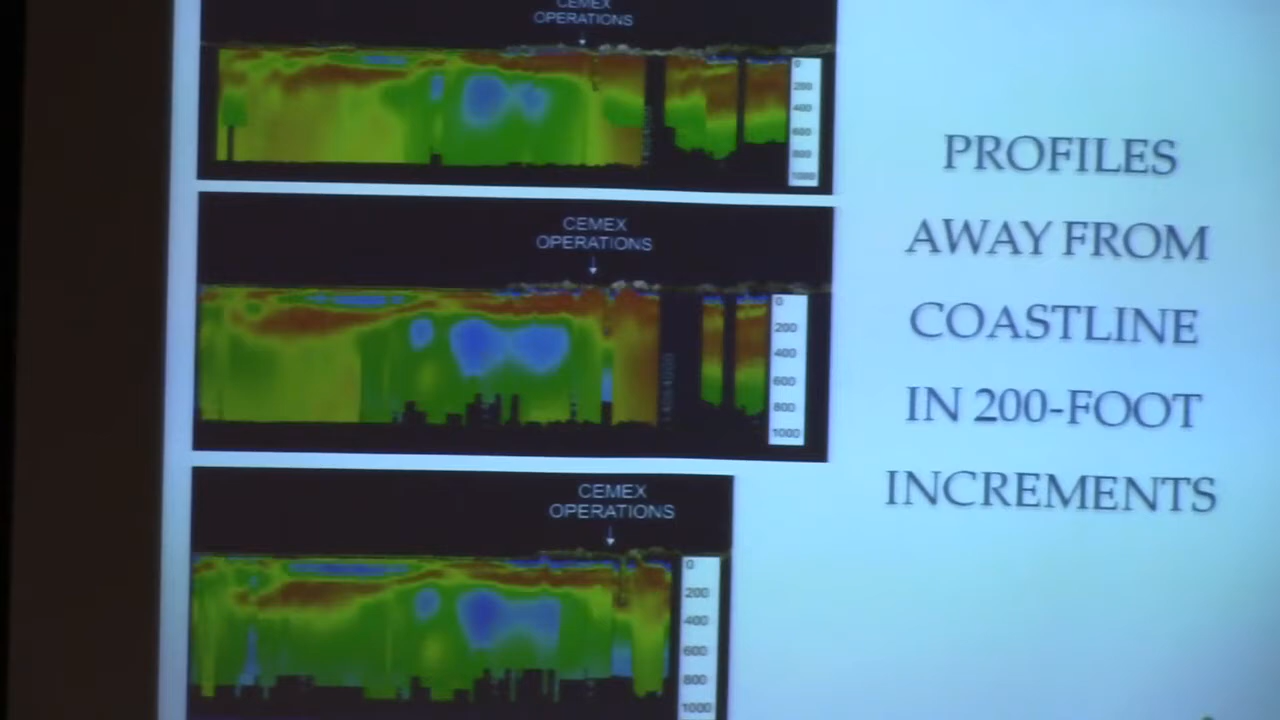 CEMEX
OPERATIONS
0
200
400
600
800
1000
CEMEX
OPERATIONS
0
200
400
600
800
1000
CEMEX
OPERATIONS
0
200
400
600
800
1000
PROFILES
AWAY FROM
COASTLINE
IN 200-FOOT
INCREMENTS